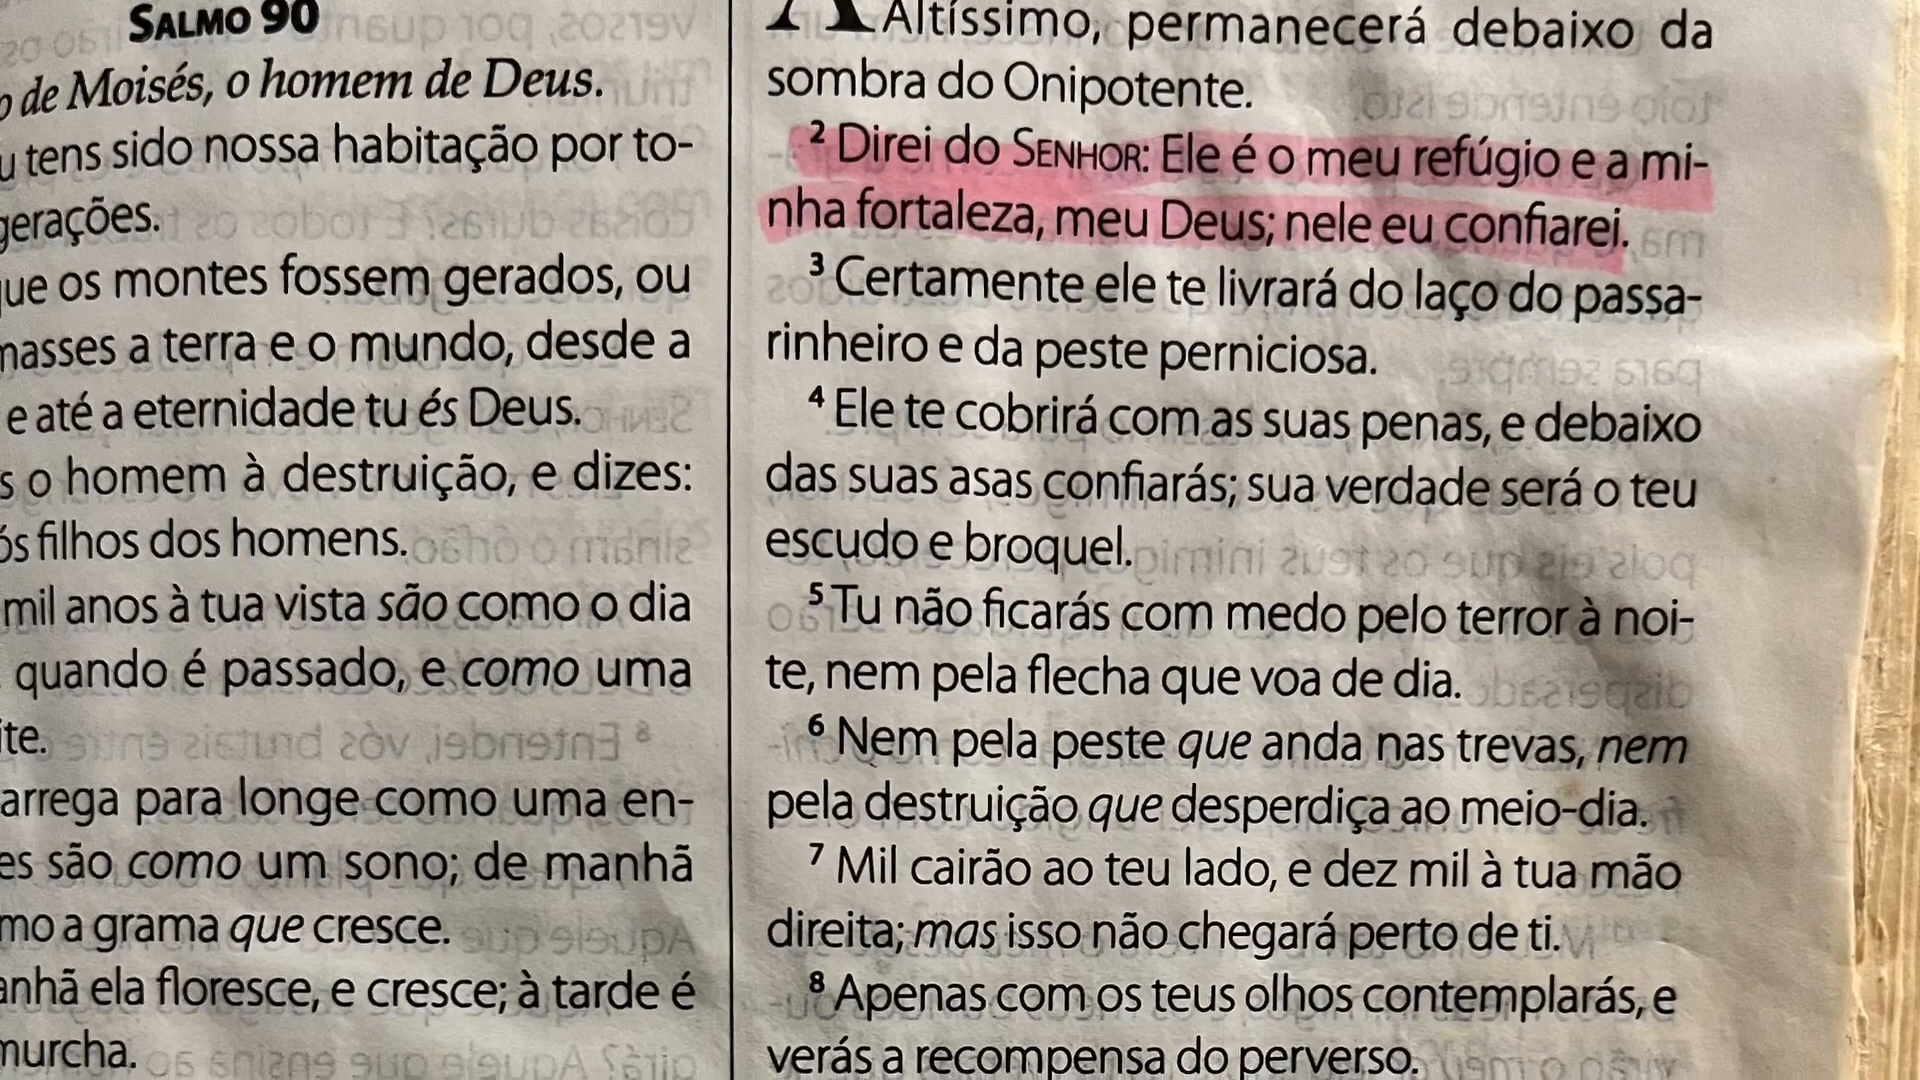 SALMO 90
de Moisés, o homem de Deus.
tens sido nossa habitação por to-
gerações.
que os montes fossem gerados, ou
masses a terra e o mundo, desde a
e até a eternidade tu és Deus.
s o homem à destruição, e dizes:
ós filhos dos homens.
mil anos à tua vista são como o dia
quando é passado, e como uma
ite.
arrega para longe como uma en-
es são como um sono; de manhã
mo a grama que cresce.
anhã ela floresce, e cresce; à tarde é
murcha.
Altíssimo, permanecerá debaixo da
sombra do Onipotente.
2 Direi do SENHOR: Ele é o meu refúgio e a mi-
nha fortaleza, meu Deus; nele eu confiarei.
3 Certamente ele te livrará do laço do passa-
rinheiro e da peste perniciosa.
4 Ele te cobrirá com as suas penas, e debaixo
das suas asas confiarás; sua verdade será o teu
escudo e broquel.
5 Tu não ficarás com medo pelo terror à noi-
te, nem pela flecha que voa de dia.
6 Nem pela peste que anda nas trevas, nem
pela destruição que desperdiça ao meio-dia.
7 Mil cairão ao teu lado, e dez mil à tua mão
direita; mas isso não chegará perto de ti.
8 Apenas com os teus olhos contemplarás, e
verás a recompensa do perverso.